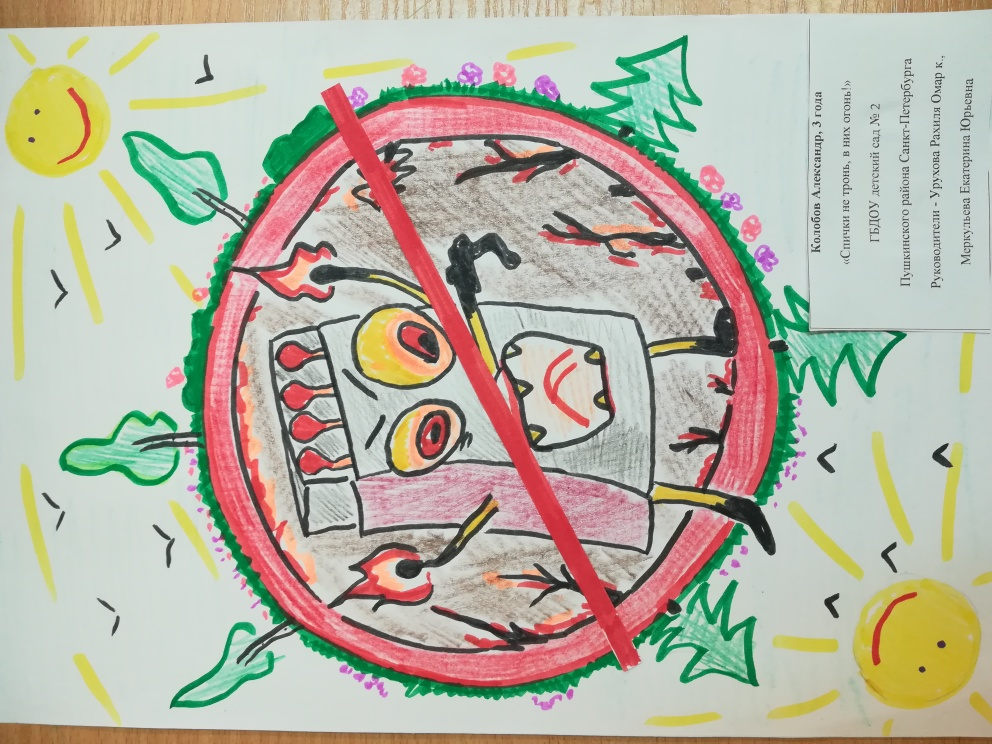 Колобов Александр, 3 года
«Спички не тронь, в них огонь!»
ГБДОУ детский сад № 2
Пушкинского района Санкт-Петербурга
Руководители - Урухова Рахиля Омар к.,
Меркульева Екатерина Юрьевна